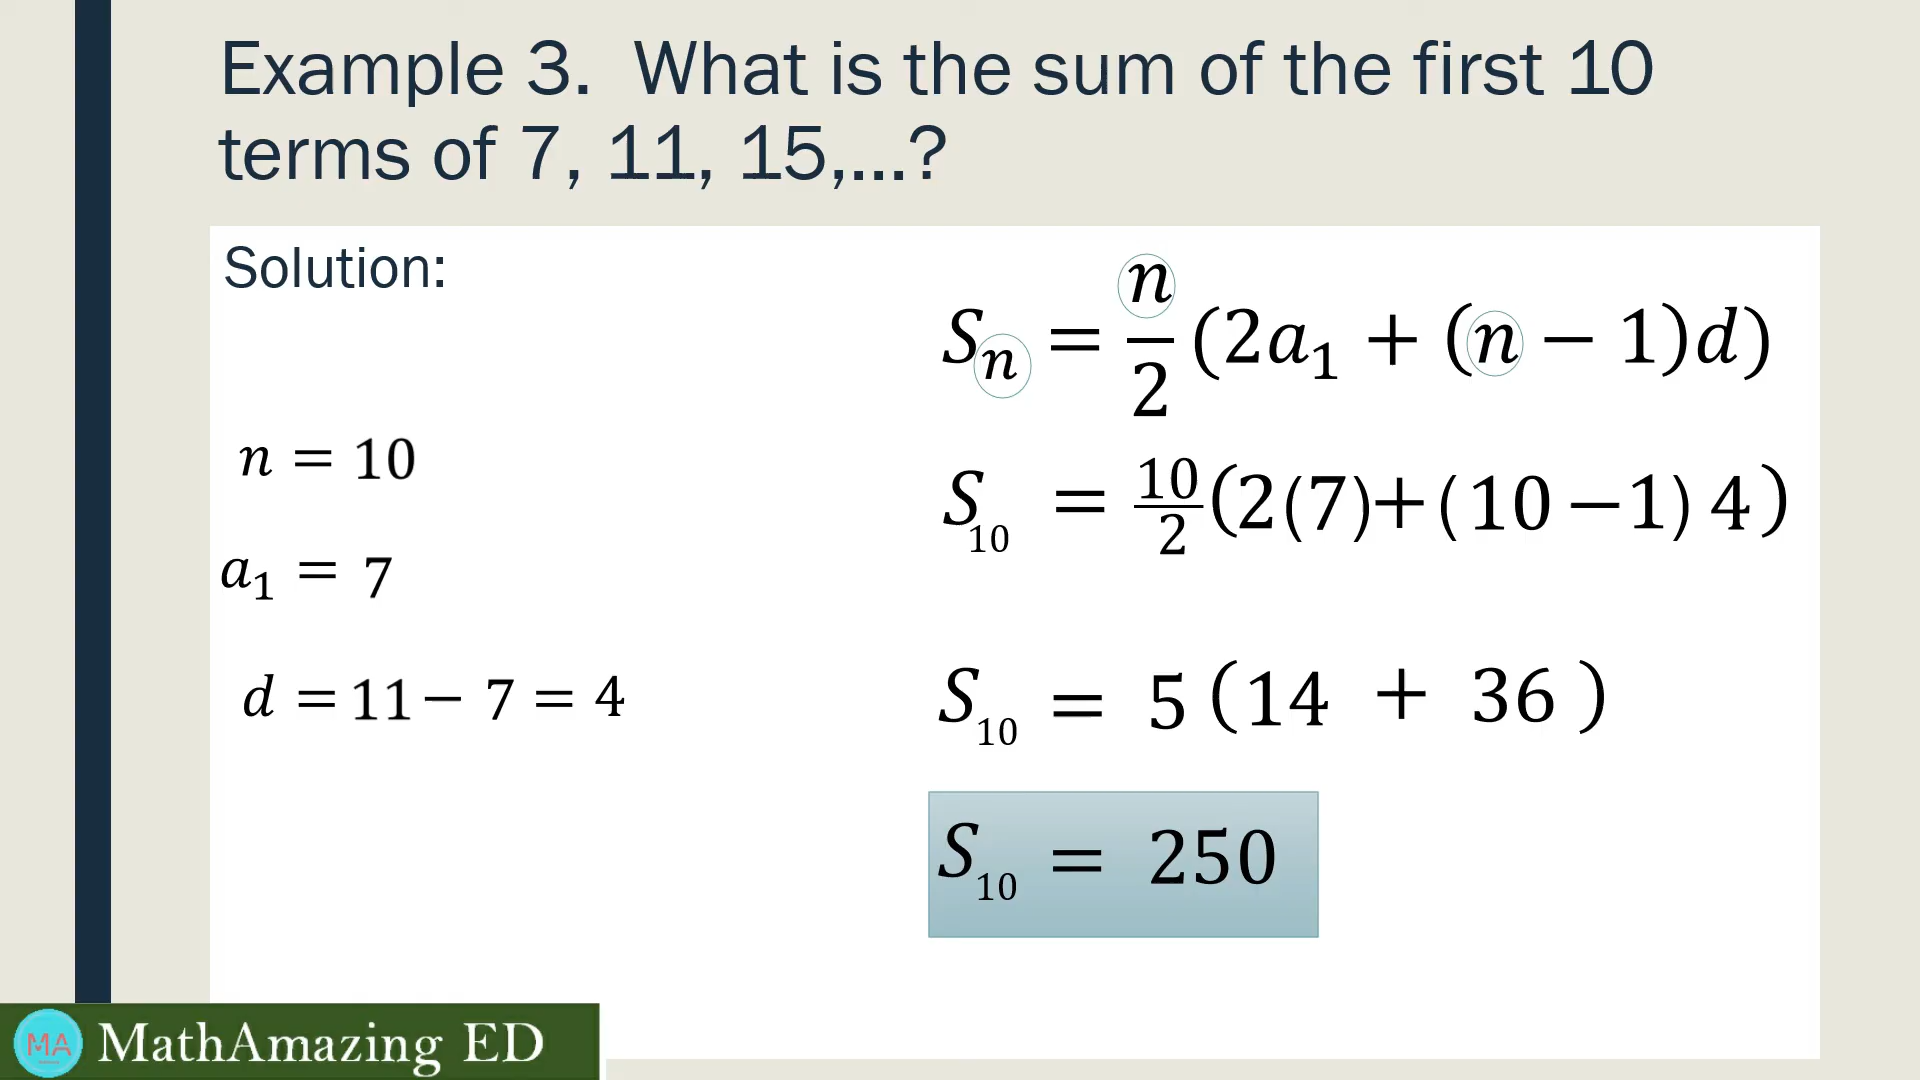 Example 3. What is the sum of the first 10
terms of 7, 11, 15,...?
Solution:
n = 10
a₁ = 7
d = 11 − 7 = 4
Sₙ = n/2 (2a₁ + (n − 1)d)
S₁₀ = 10/2 (2(7)+(10−1) 4)
S₁₀ = 5 (14 + 36)
S₁₀ = 250
MA MathAmazing ED